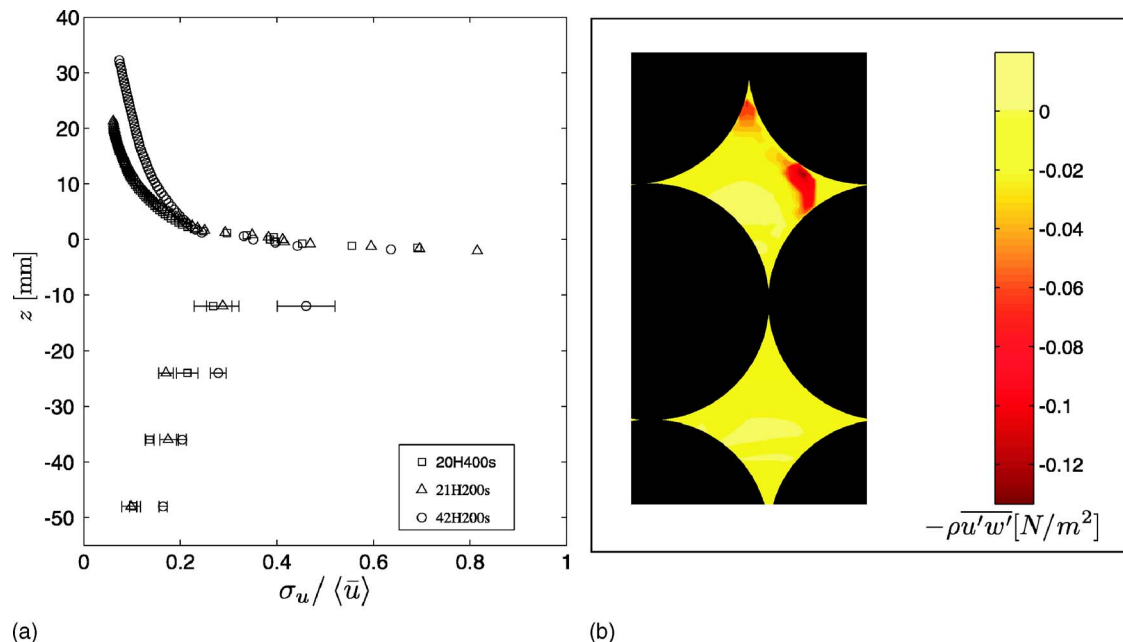 40
30
20
10
0
-10
-20
-30
-40
-50
z [mm]
0 0.2 0.4 0.6 0.8 1
σ_u / ⟨ū⟩
20H400s
21H200s
42H200s
(a)
0
-0.02
-0.04
-0.06
-0.08
-0.1
-0.12
−ρu′w′̅[N/m²]
(b)